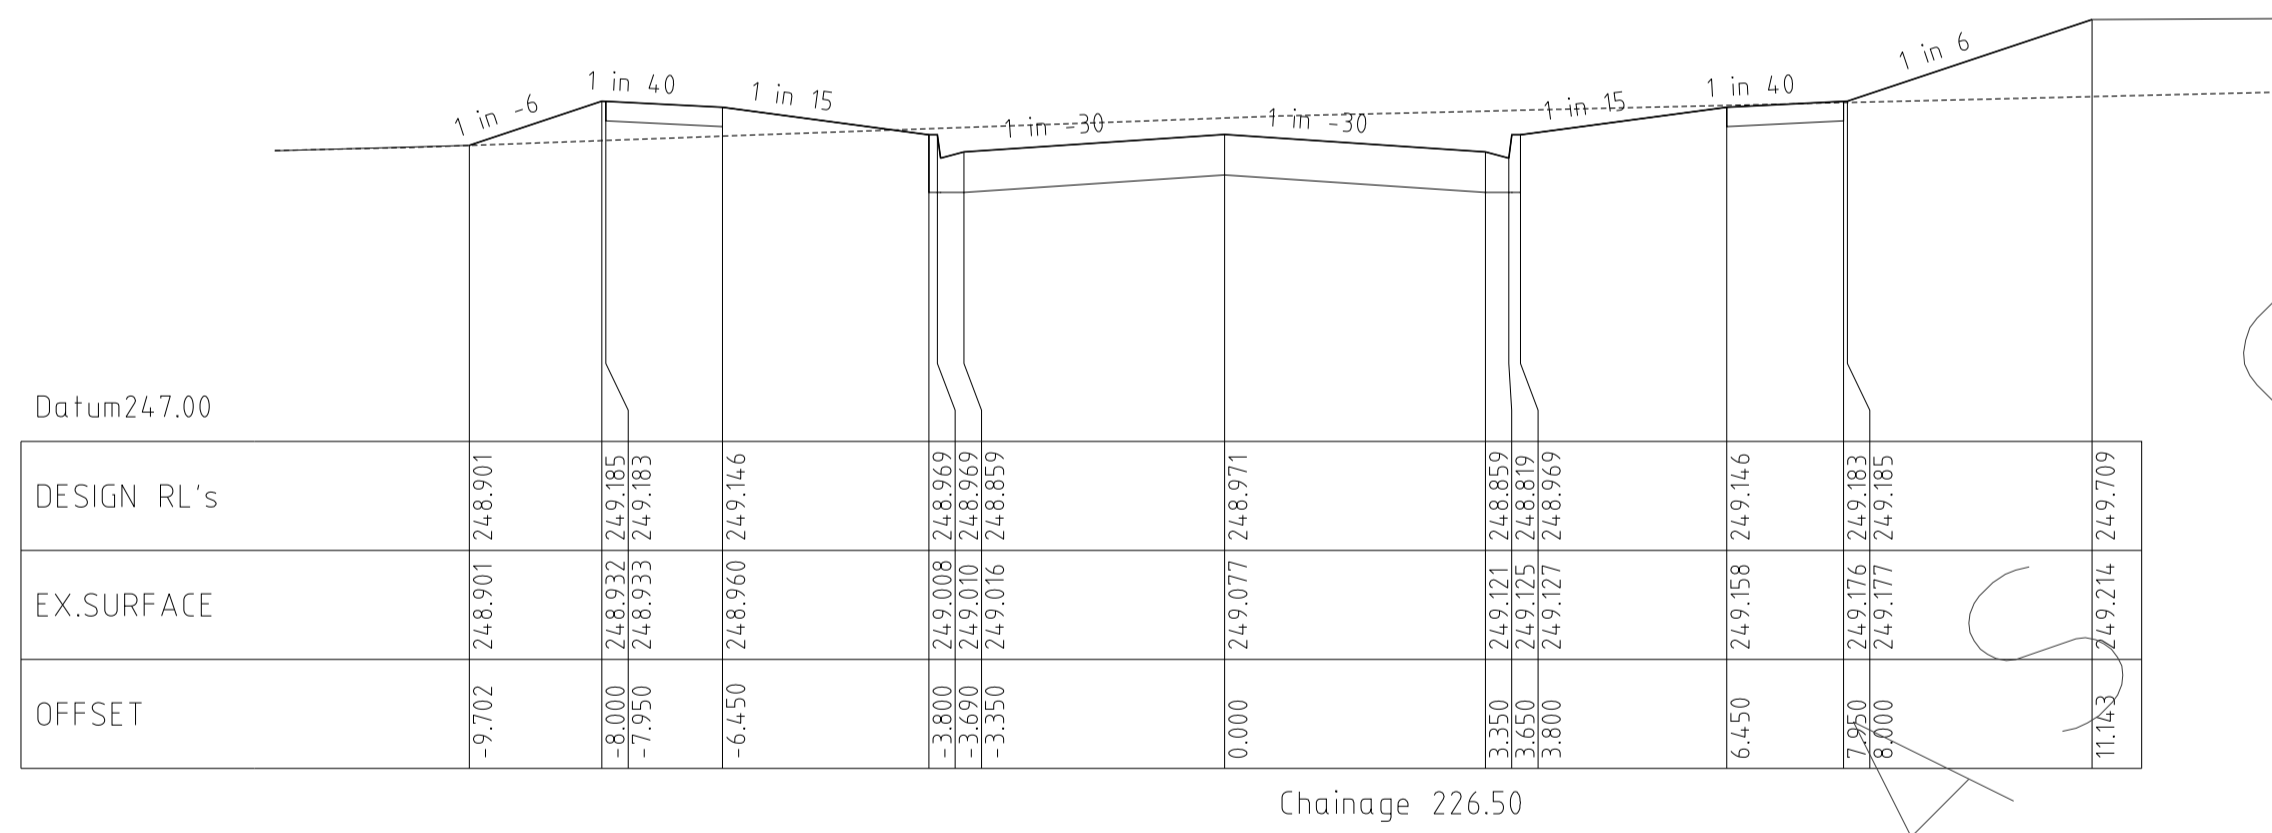 1 in -6
1 in 40
1 in 15
1 in -30
1 in -30
1 in 15
1 in 40
1 in 6
Datum247.00
DESIGN RL's 248.901 249.185 249.183 249.146 248.969 248.969 248.859 248.971 248.859 248.819 248.969 249.146 249.183 249.185 249.709
EX.SURFACE 248.901 248.932 248.933 248.960 249.008 249.010 249.016 249.077 249.121 249.125 249.127 249.158 249.176 249.177 249.214
OFFSET -9.702 -8.000 -7.950 -6.450 -3.800 -3.690 -3.350 0.000 3.350 3.650 3.800 6.450 7.950 8.000 11.143
Chainage 226.50